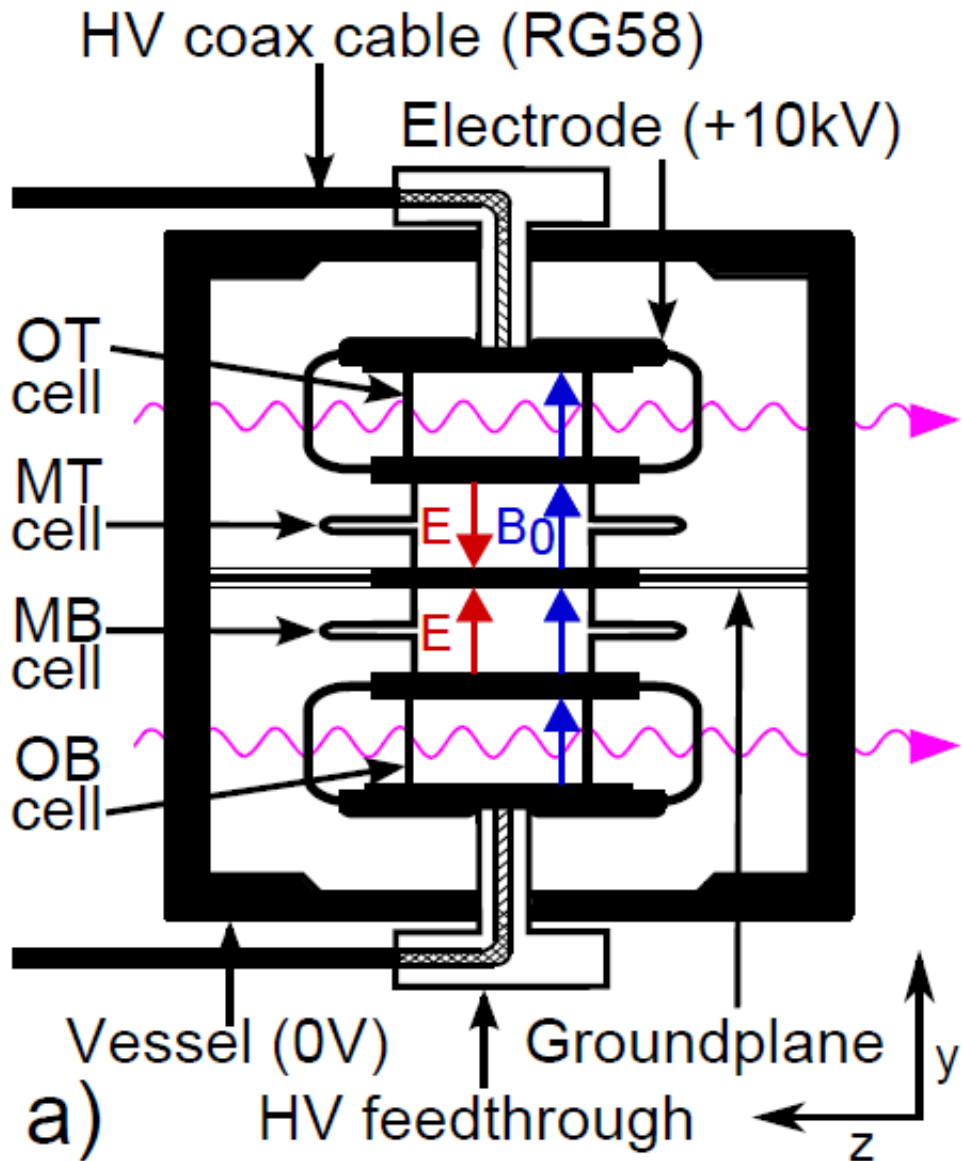 HV coax cable (RG58)
Electrode (+10kV)
OT
cell
MT
cell
E
B0
MB
cell
E
OB
cell
Vessel (0V)
Groundplane
y
a)
HV feedthrough
z